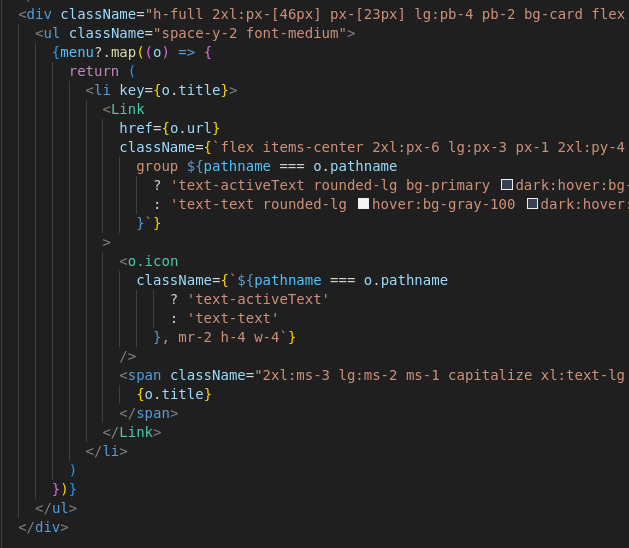 <div className="h-full 2xl:px-[46px] px-[23px] lg:pb-4 pb-2 bg-card flex
<ul className="space-y-2 font-medium">
{menu?.map((o) => {
return (
<li key={o.title}>
<Link
href={o.url}
className={`flex items-center 2xl:px-6 lg:px-3 px-1 2xl:py-4
group ${pathname === o.pathname
? 'text-activeText rounded-lg bg-primary dark:hover:bg-
: 'text-text rounded-lg hover:bg-gray-100 dark:hover:
}`}
>
<o.icon
className={`${pathname === o.pathname
? 'text-activeText'
: 'text-text'
}, mr-2 h-4 w-4`}
/>
<span className="2xl:ms-3 lg:ms-2 ms-1 capitalize xl:text-lg
{o.title}
</span>
</Link>
</li>
)
})}
</ul>
</div>